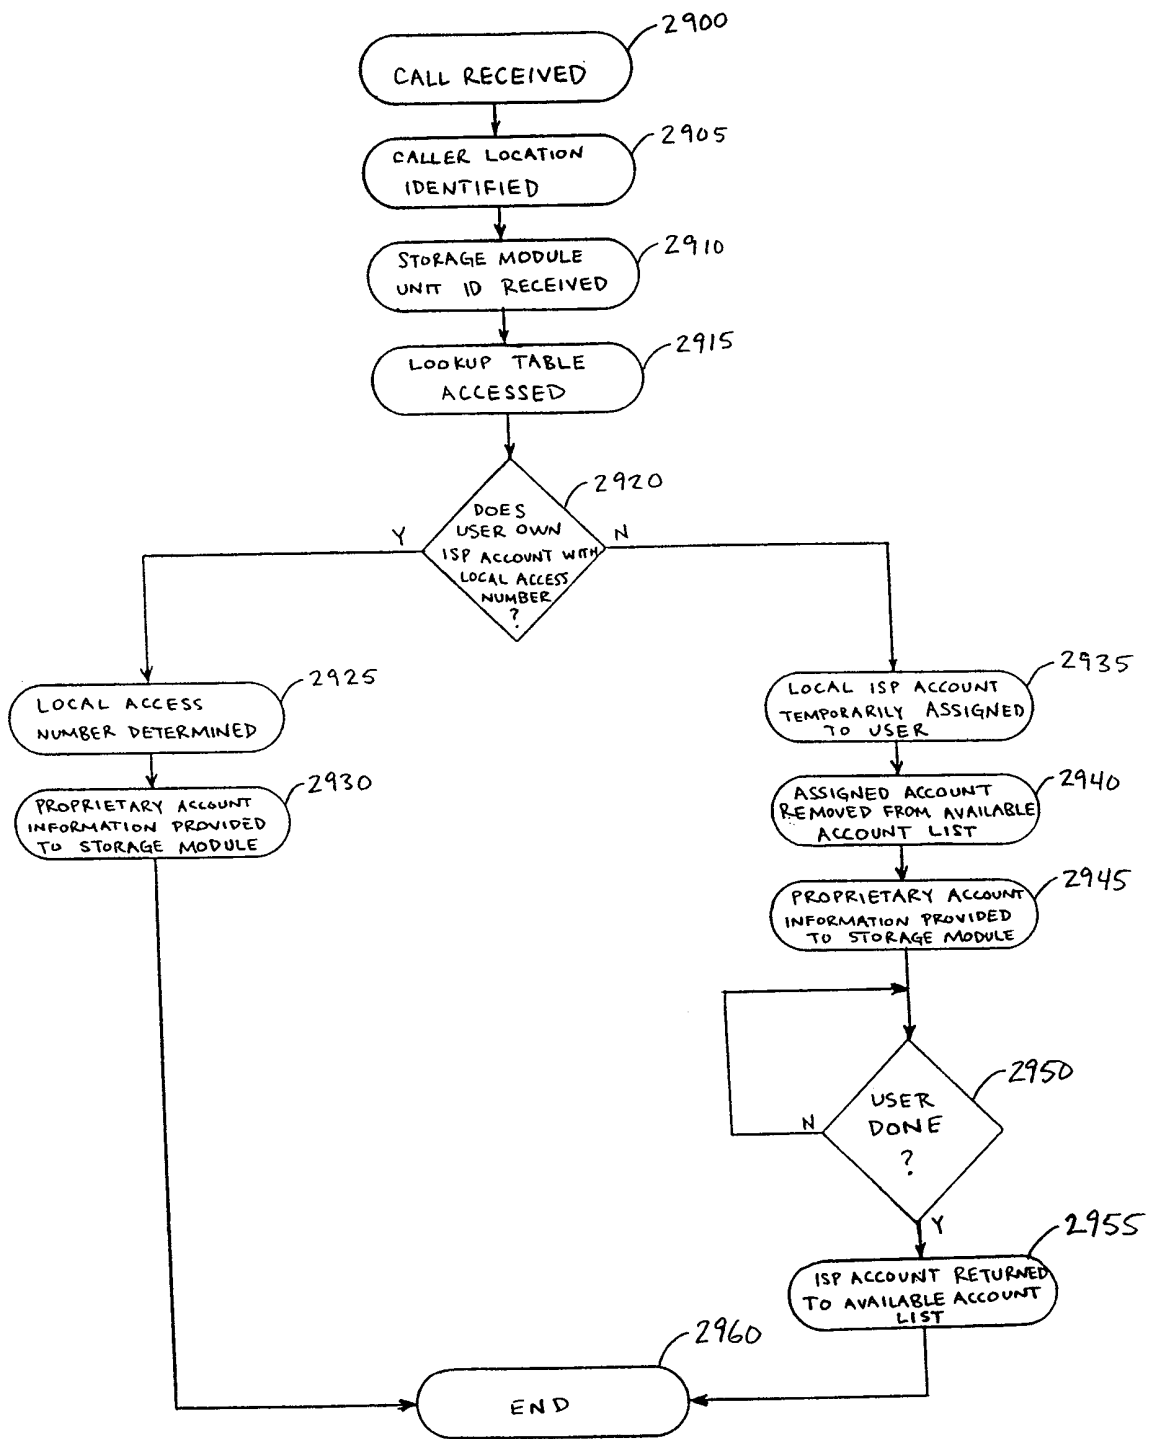 2900
CALL RECEIVED
2905
CALLER LOCATION
IDENTIFIED
2910
STORAGE MODULE
UNIT ID RECEIVED
2915
LOOKUP TABLE
ACCESSED
2920
DOES
USER OWN
ISP ACCOUNT WITH
LOCAL ACCESS
NUMBER
?
Y
N
2925
LOCAL ACCESS
NUMBER DETERMINED
2930
PROPRIETARY ACCOUNT
INFORMATION PROVIDED
TO STORAGE MODULE
2935
LOCAL ISP ACCOUNT
TEMPORARILY ASSIGNED
TO USER
2940
ASSIGNED ACCOUNT
REMOVED FROM AVAILABLE
ACCOUNT LIST
2945
PROPRIETARY ACCOUNT
INFORMATION PROVIDED
TO STORAGE MODULE
2950
USER
DONE
?
N
Y
2955
ISP ACCOUNT RETURNED
TO AVAILABLE ACCOUNT
LIST
2960
END